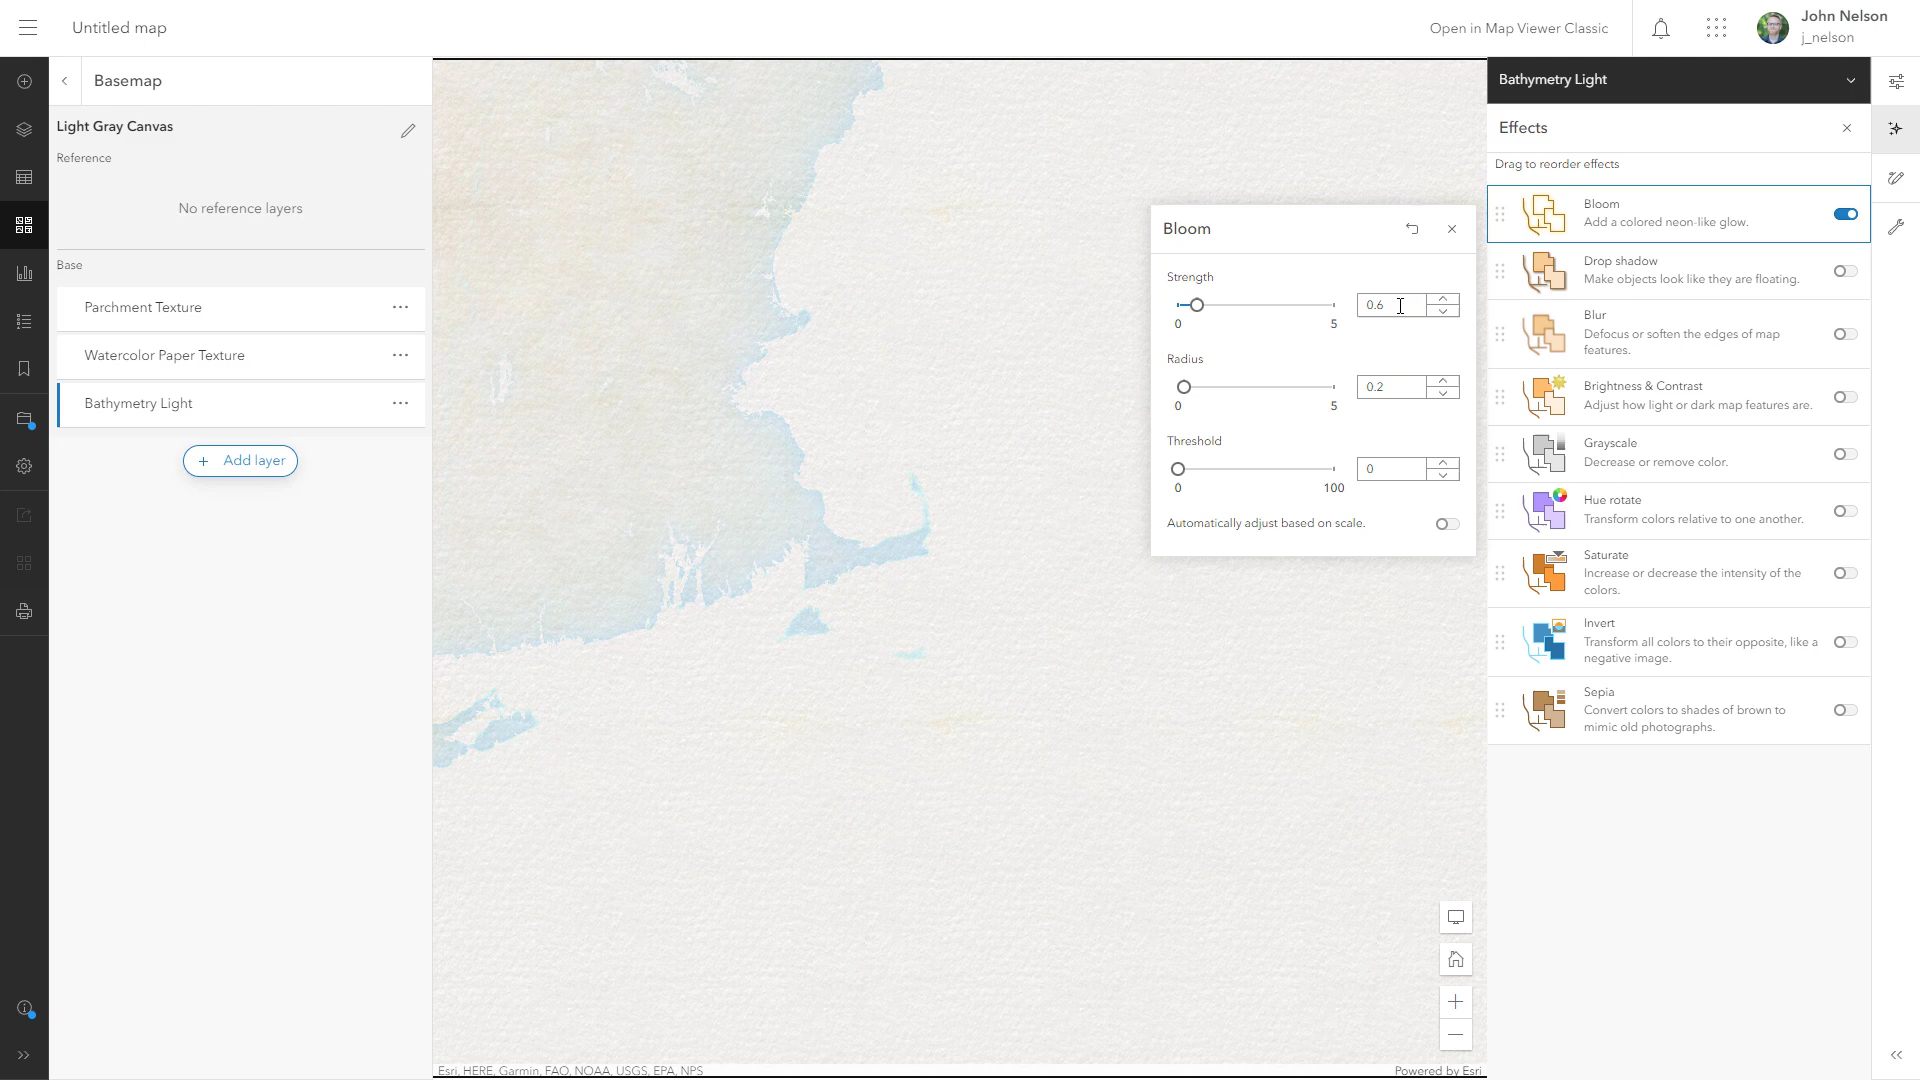 Untitled map
Open in Map Viewer Classic
John Nelson
j_nelson
Basemap
Light Gray Canvas
Reference
No reference layers
Base
Parchment Texture
Watercolor Paper Texture
Bathymetry Light
Add layer
Bloom
Strength
0.6
0
5
Radius
0.2
0
5
Threshold
0
0
100
Automatically adjust based on scale.
Esri, HERE, Garmin, FAO, NOAA, USGS, EPA, NPS
Powered by Esri
Bathymetry Light
Effects
Drag to reorder effects
Bloom
Add a colored neon-like glow.
Drop shadow
Make objects look like they are floating.
Blur
Defocus or soften the edges of map
features.
Brightness & Contrast
Adjust how light or dark map features are.
Grayscale
Decrease or remove color.
Hue rotate
Transform colors relative to one another.
Saturate
Increase or decrease the intensity of the
colors.
Invert
Transform all colors to their opposite, like a
negative image.
Sepia
Convert colors to shades of brown to
mimic old photographs.